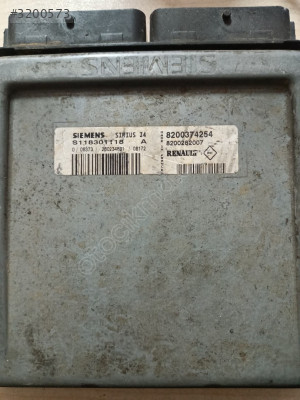 #3200573
SIEMENS
SIEMENS SIRIUS 34
S118301118 A
8200374254
8200262007
RENAULT